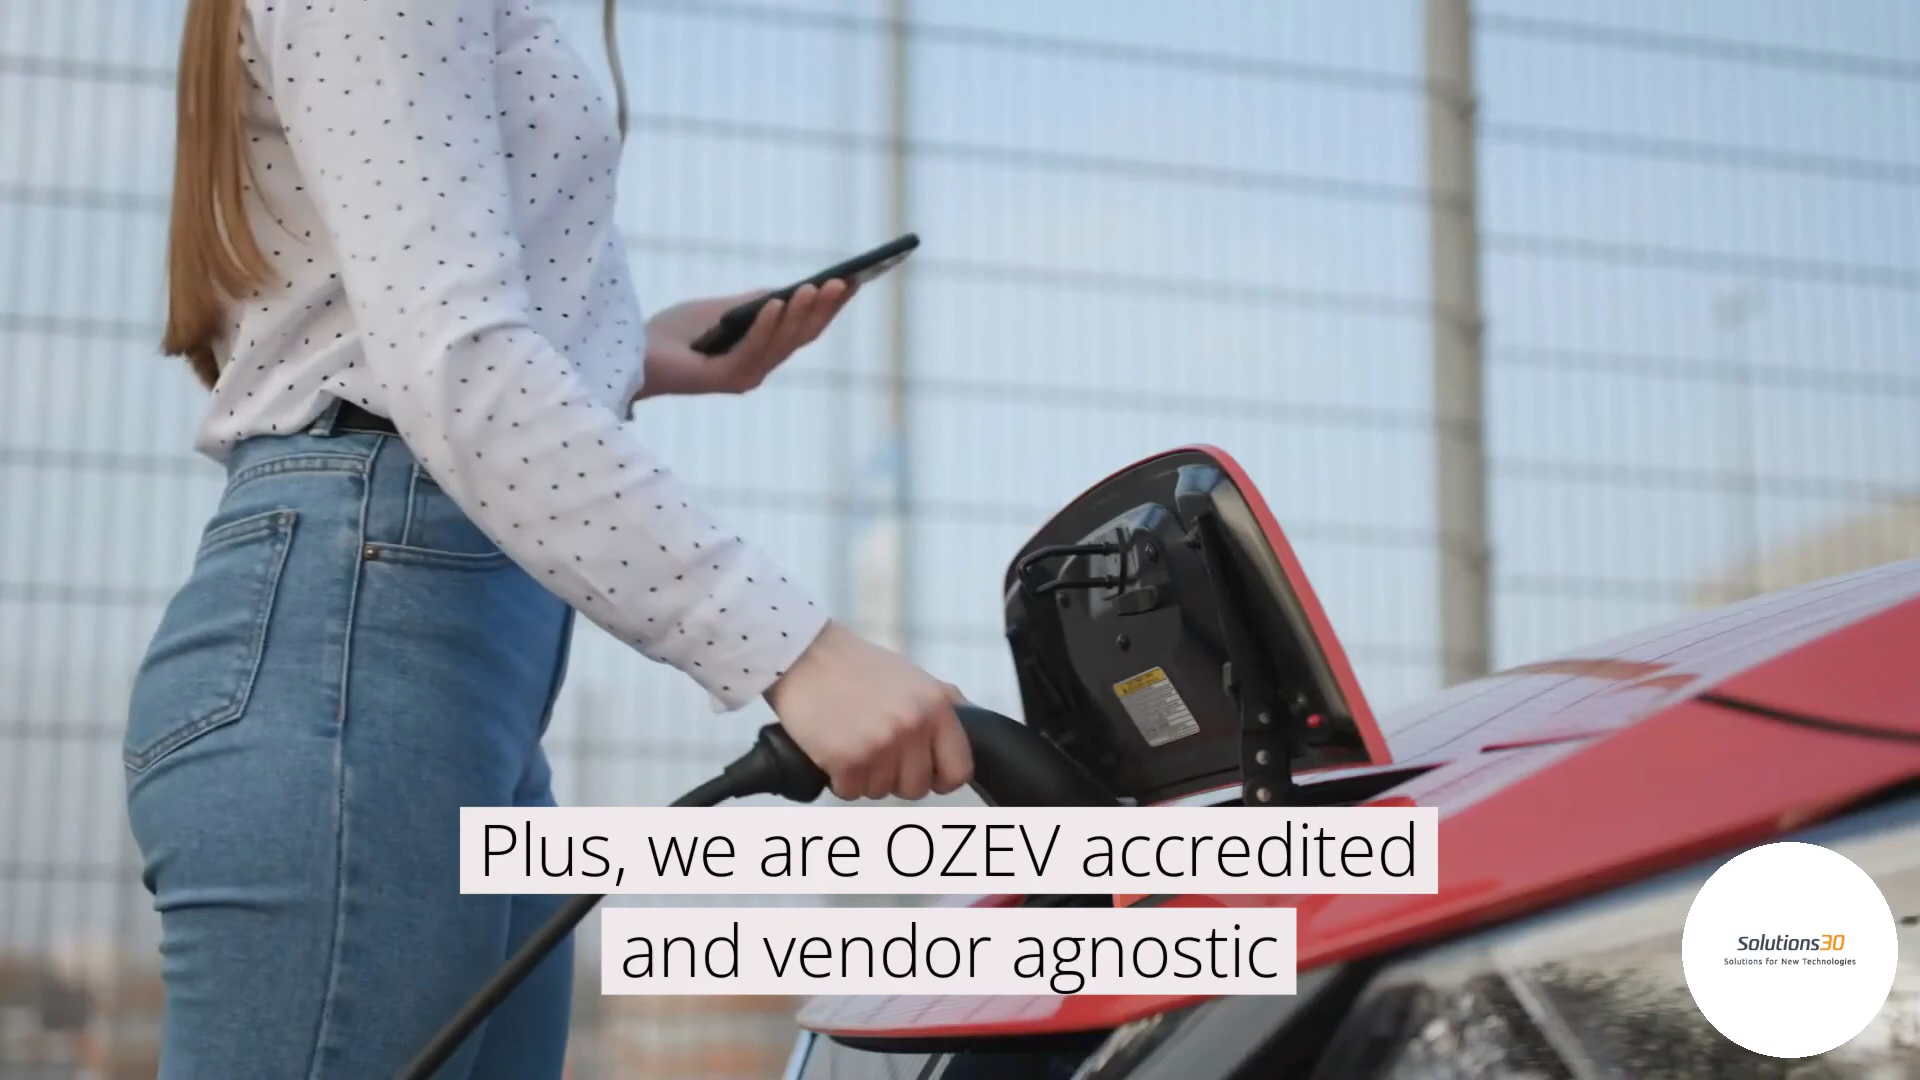 Plus, we are OZEV accredited
and vendor agnostic
Solutions30
Solutions for New Technologies